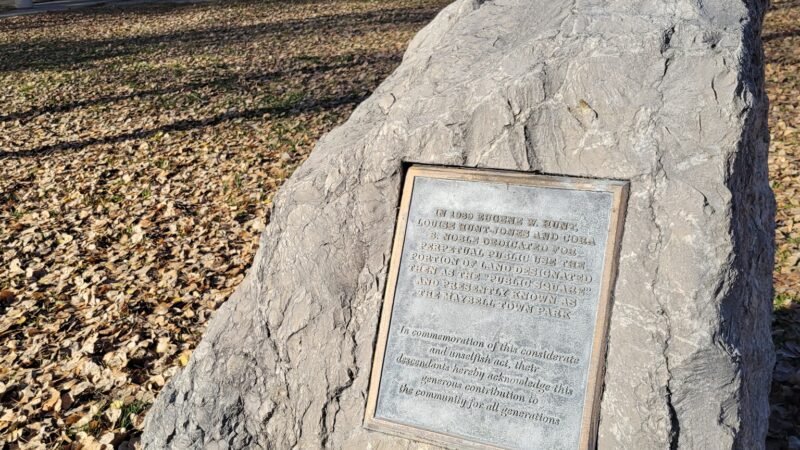 IN 1939 EUGENE W. HUNT,
LOUISE HUNT-JONES AND CORA
B. NOBLE DEDICATED FOR
PERPETUAL PUBLIC USE THE
PORTION OF LAND DESIGNATED
THEN AS THE "PUBLIC SQUARE"
AND PRESENTLY KNOWN AS
THE MAYBELL TOWN PARK
In commemoration of this considerate
and unselfish act, their
descendants hereby acknowledge this
generous contribution to
the community for all generations